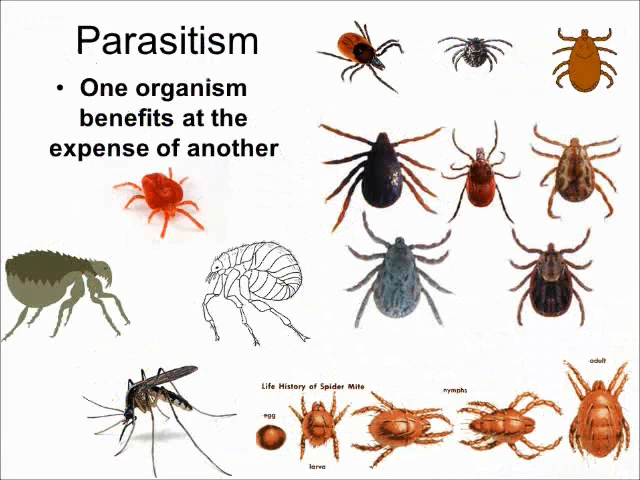 Parasitism
• One organism
benefits at the
expense of another
Life History of Spider Mite
egg
larva
nymphs
adult